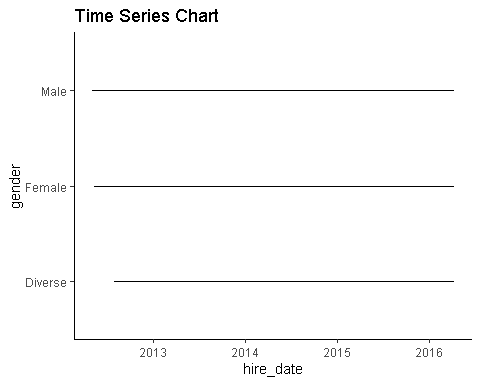 Time Series Chart
Male
Female
Diverse
gender
2013 2014 2015 2016
hire_date